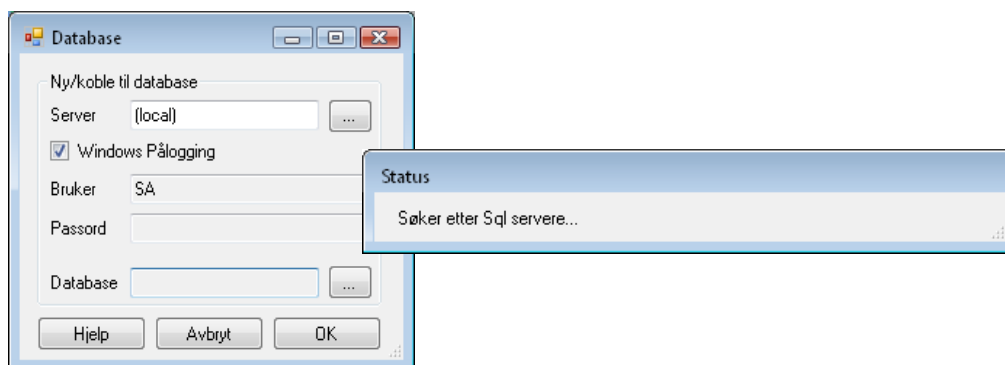 Database
Ny/koble til database
Server (local) ...
Windows Pålogging
Bruker SA
Passord
Database ...
Hjelp Avbryt OK
Status
Søker etter Sql servere...